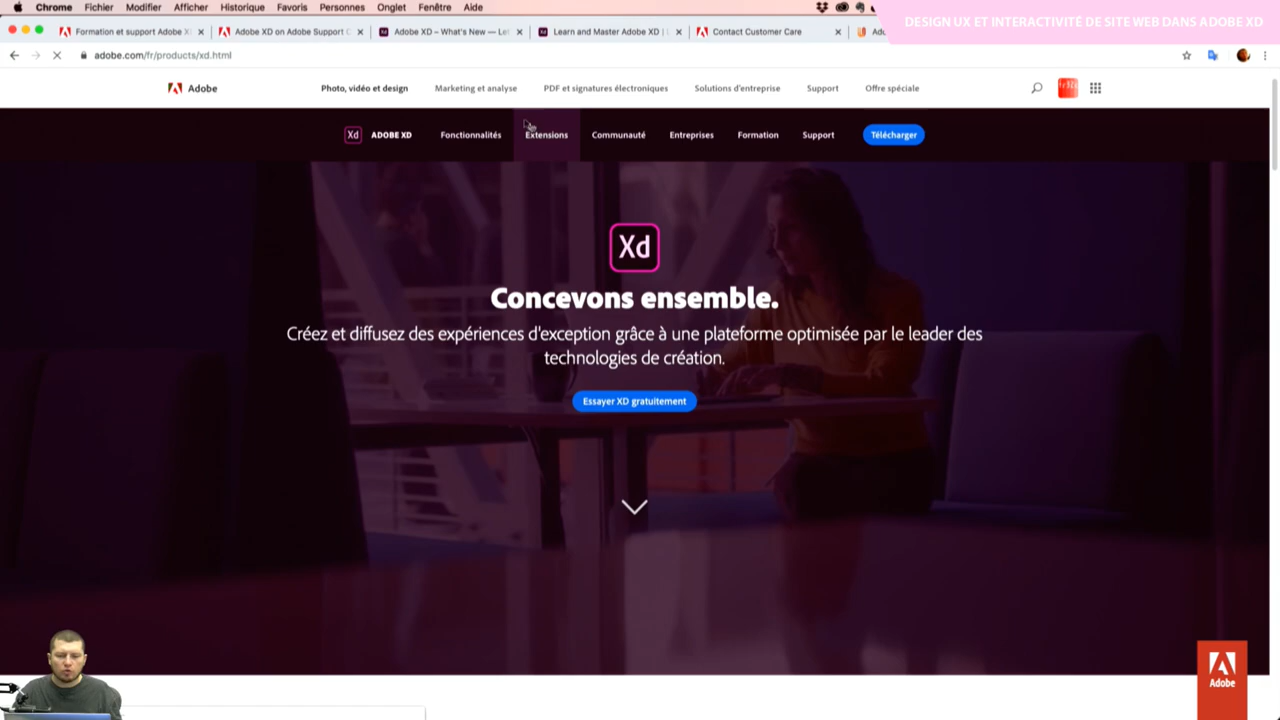 Chrome Fichier Modifier Afficher Historique Favoris Personnes Onglet Fenêtre Aide
DESIGN UX ET INTERACTIVITÉ DE SITE WEB DANS ADOBE XD
Formation et support Adobe X
Adobe XD on Adobe Support C
Adobe XD – What's New — Le
Learn and Master Adobe XD |
Contact Customer Care
adobe.com/fr/products/xd.html
Adobe
Photo, vidéo et design
Marketing et analyse
PDF et signatures électroniques
Solutions d'entreprise
Support
Offre spéciale
Xd ADOBE XD
Fonctionnalités
Extensions
Communauté
Entreprises
Formation
Support
Télécharger
Xd
Concevons ensemble.
Créez et diffusez des expériences d'exception grâce à une plateforme optimisée par le leader des
technologies de création.
Essayer XD gratuitement
Adobe